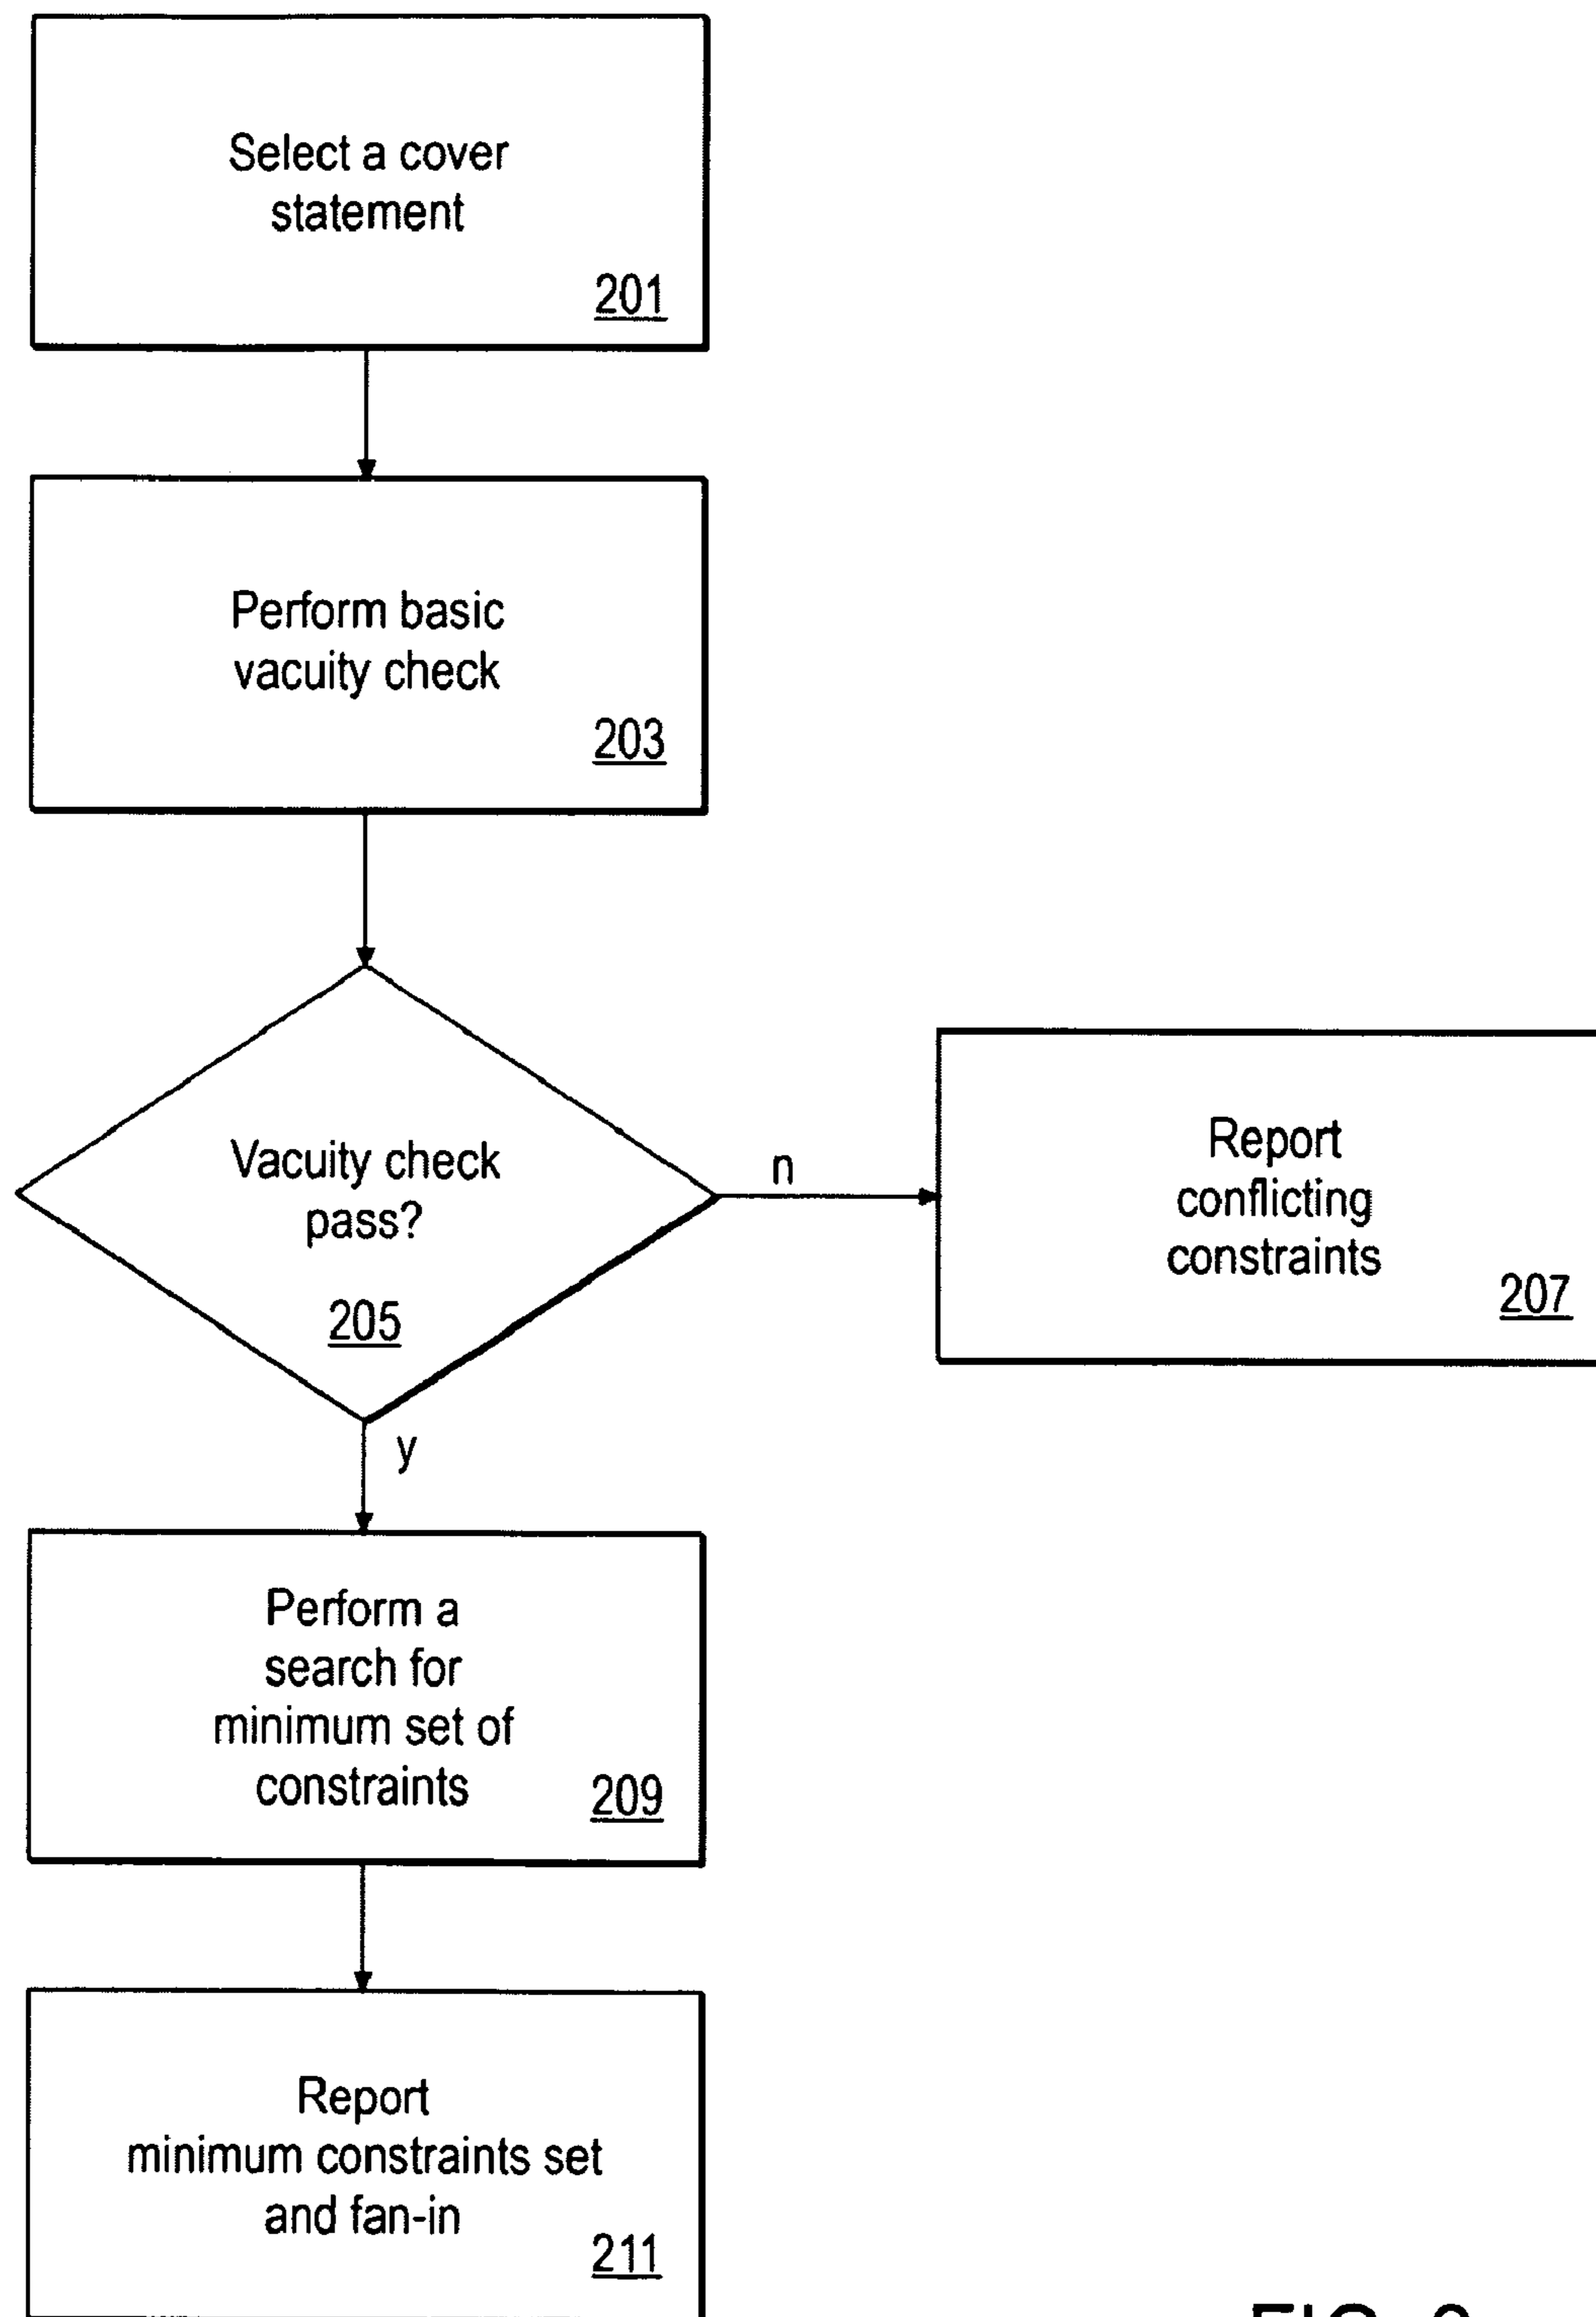 Select a cover
statement
201
Perform basic
vacuity check
203
Vacuity check
pass?
205
n
Report
conflicting
constraints
207
y
Perform a
search for
minimum set of
constraints
209
Report
minimum constraints set
and fan-in
211